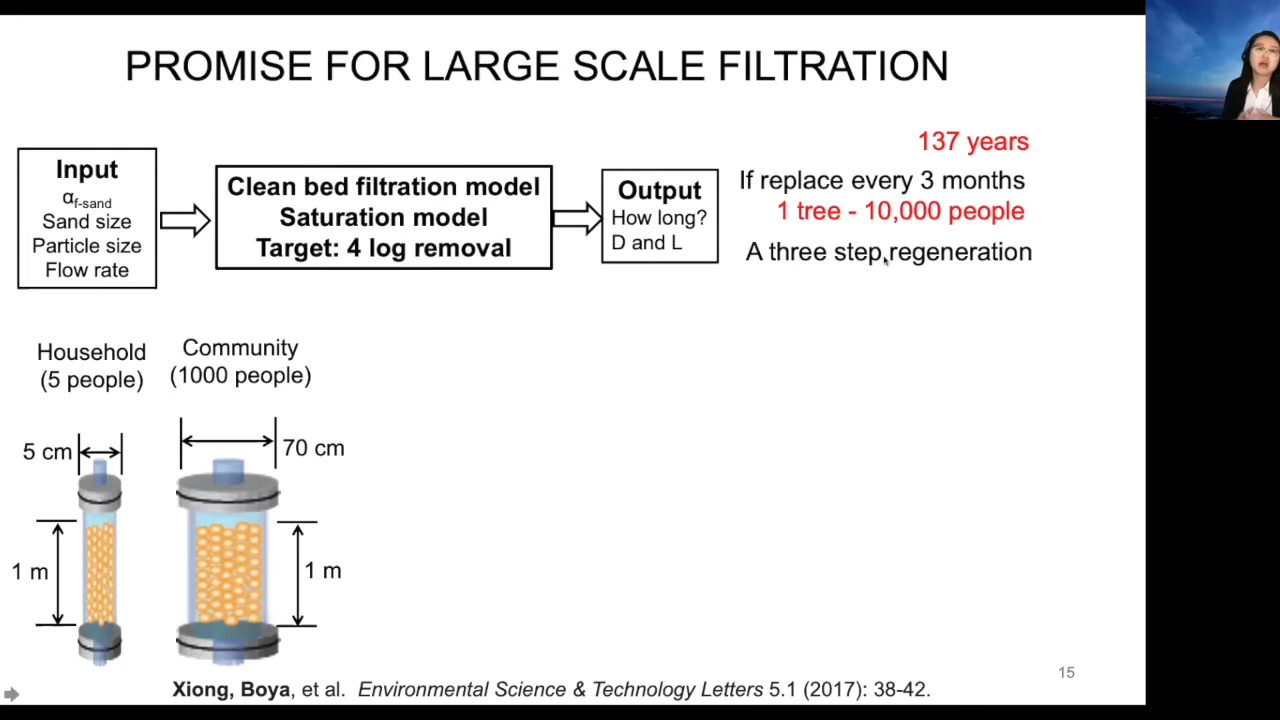 PROMISE FOR LARGE SCALE FILTRATION
Input
αf-sand
Sand size
Particle size
Flow rate
Clean bed filtration model
Saturation model
Target: 4 log removal
Output
How long?
D and L
137 years
If replace every 3 months
1 tree - 10,000 people
A three step regeneration
Household
(5 people)
Community
(1000 people)
5 cm
70 cm
1 m
1 m
15
Xiong, Boya, et al. Environmental Science & Technology Letters 5.1 (2017): 38-42.